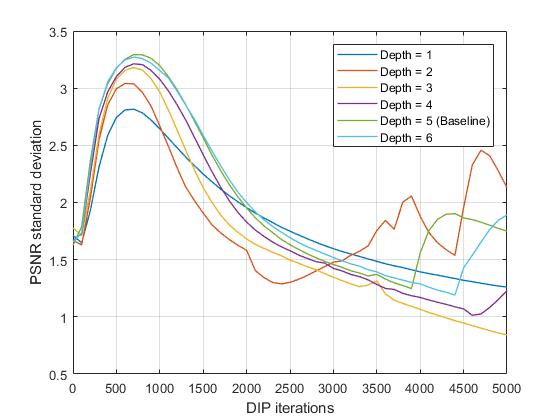 3.5
3
2.5
2
1.5
1
0.5
PSNR standard deviation
Depth = 1
Depth = 2
Depth = 3
Depth = 4
Depth = 5 (Baseline)
Depth = 6
0 500 1000 1500 2000 2500 3000 3500 4000 4500 5000
DIP iterations